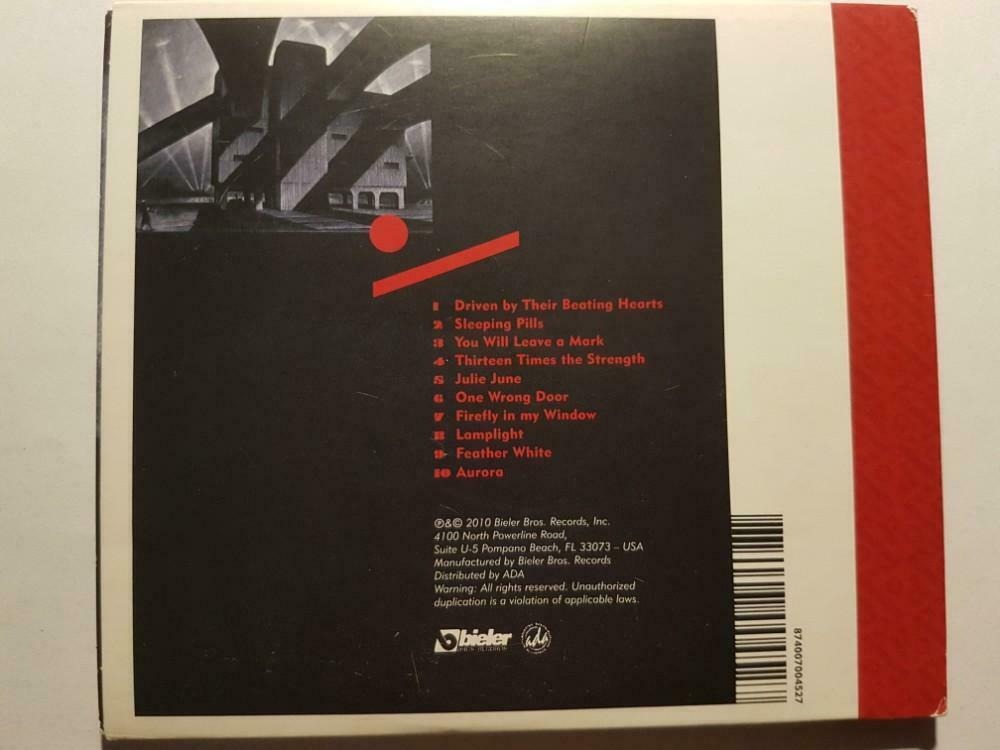 1 Driven by Their Beating Hearts
2 Sleeping Pills
3 You Will Leave a Mark
4 Thirteen Times the Strength
5 Julie June
6 One Wrong Door
7 Firefly in my Window
8 Lamplight
9 Feather White
10 Aurora
℗&© 2010 Bieler Bros. Records, Inc.
4100 North Powerline Road,
Suite U-5 Pompano Beach, FL 33073 – USA
Manufactured by Bieler Bros. Records
Distributed by ADA
Warning: All rights reserved. Unauthorized
duplication is a violation of applicable laws.
bieler
BROS. RECORDS
ada
874007004527